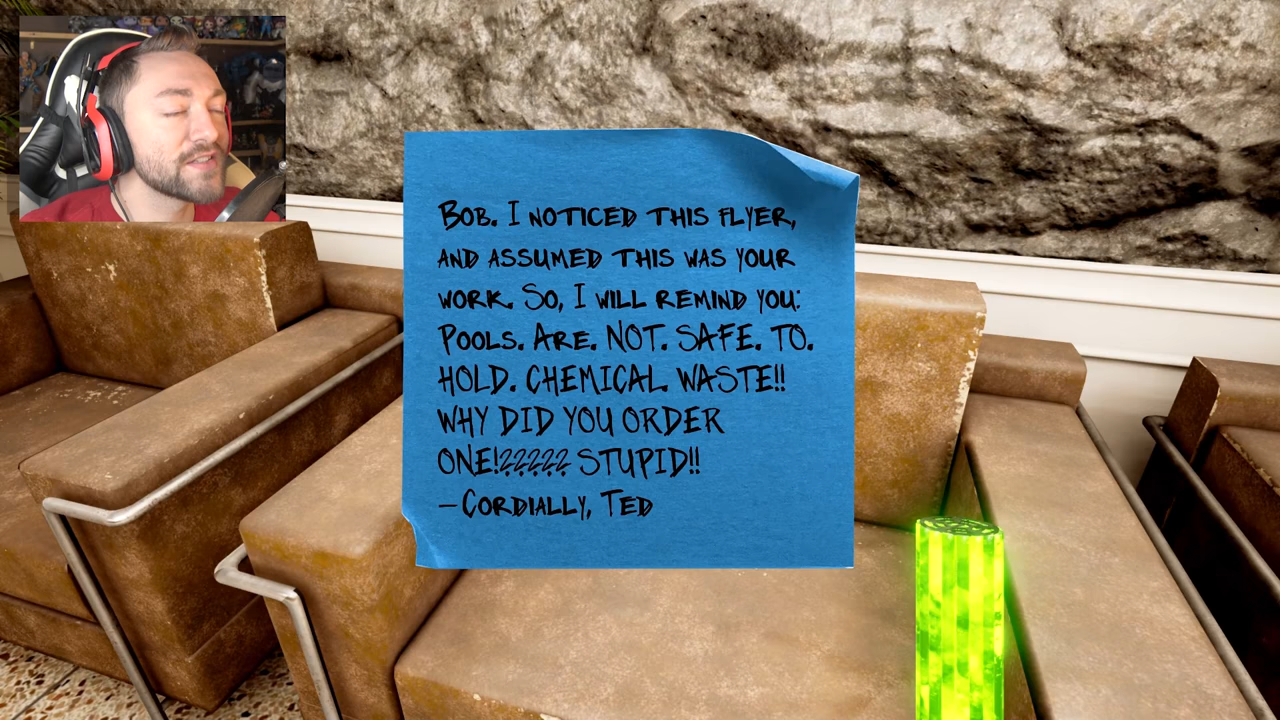 Bob. I noticed this flyer,
and assumed this was your
work. So, I will remind you:
Pools. Are. NOT. SAFE. TO.
HOLD. CHEMICAL. WASTE!!
WHY DID YOU ORDER
ONE!????? STUPID!!
–Cordially, Ted